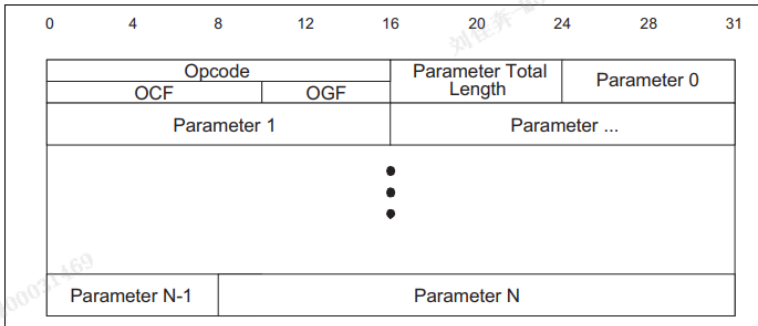 0 4 8 12 16 20 24 28 31
Opcode
Parameter Total
Length
Parameter 0
OCF OGF
Parameter 1 Parameter ...
Parameter N-1 Parameter N